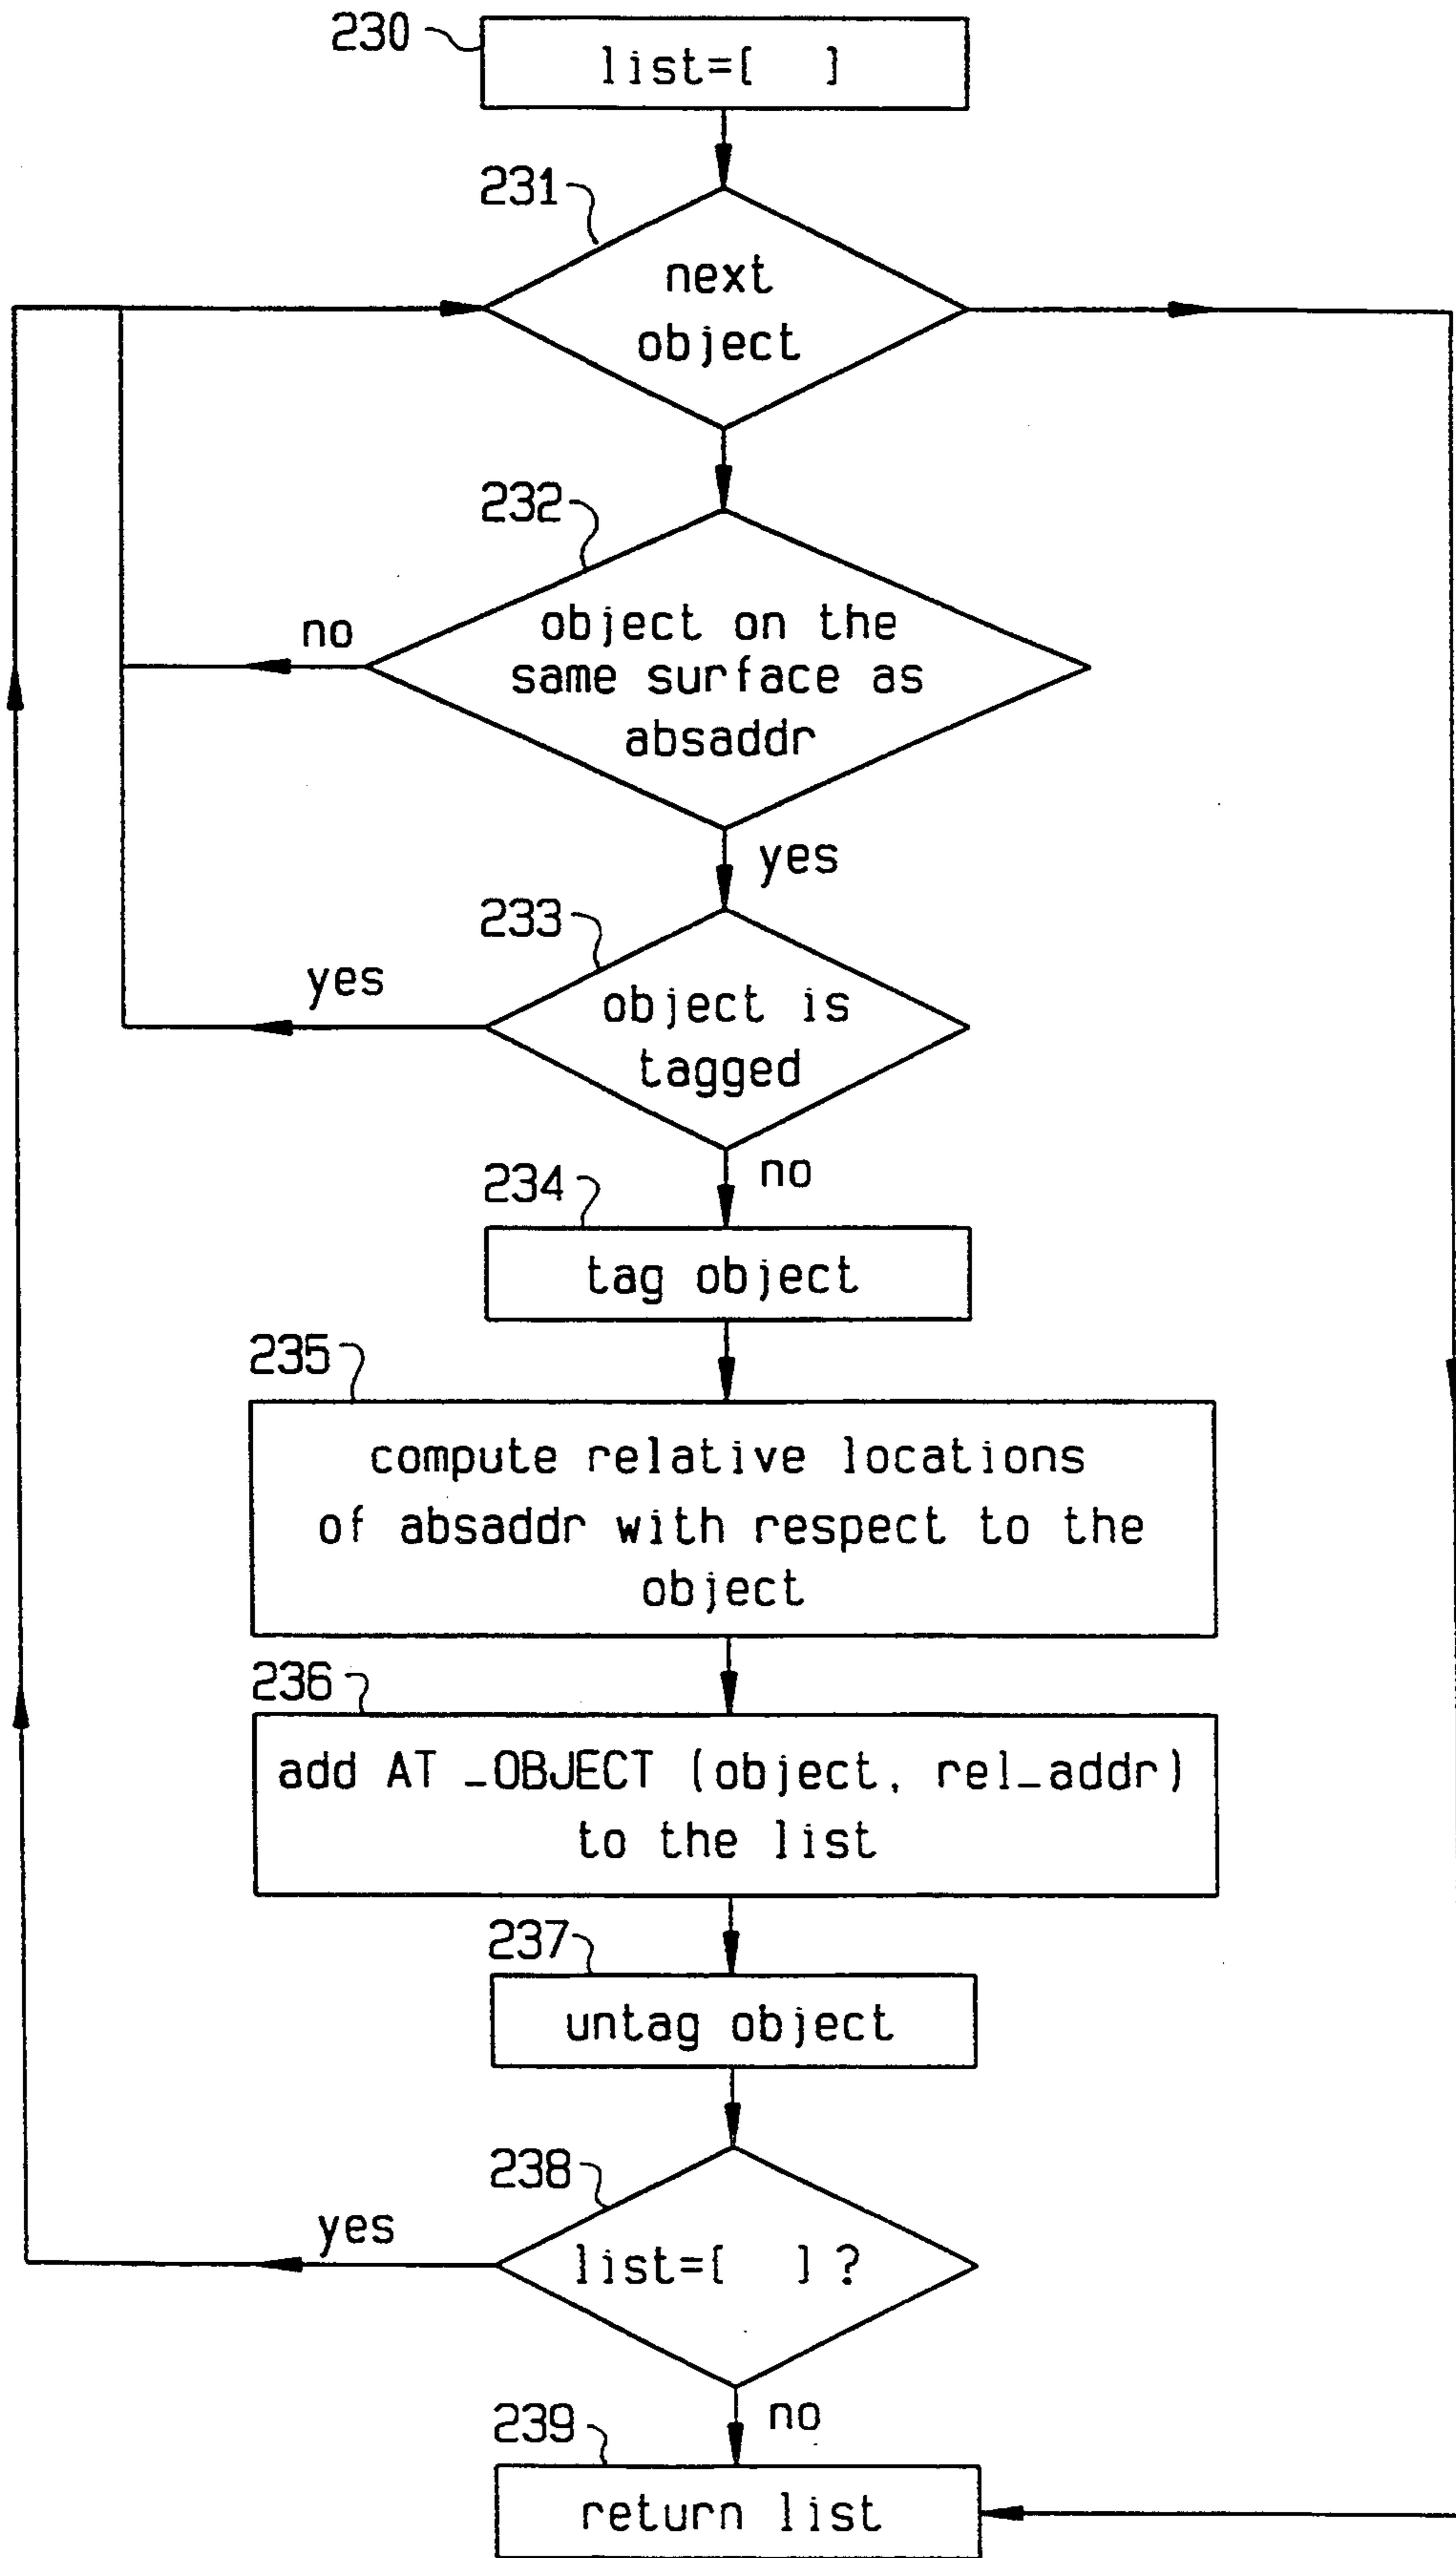 230
list=[ ]
231
next
object
232
object on the
same surface as
absaddr
no
yes
233
object is
tagged
yes
no
234
tag object
235
compute relative locations
of absaddr with respect to the
object
236
add AT _OBJECT (object, rel_addr)
to the list
237
untag object
238
list=[ ] ?
yes
no
239
return list